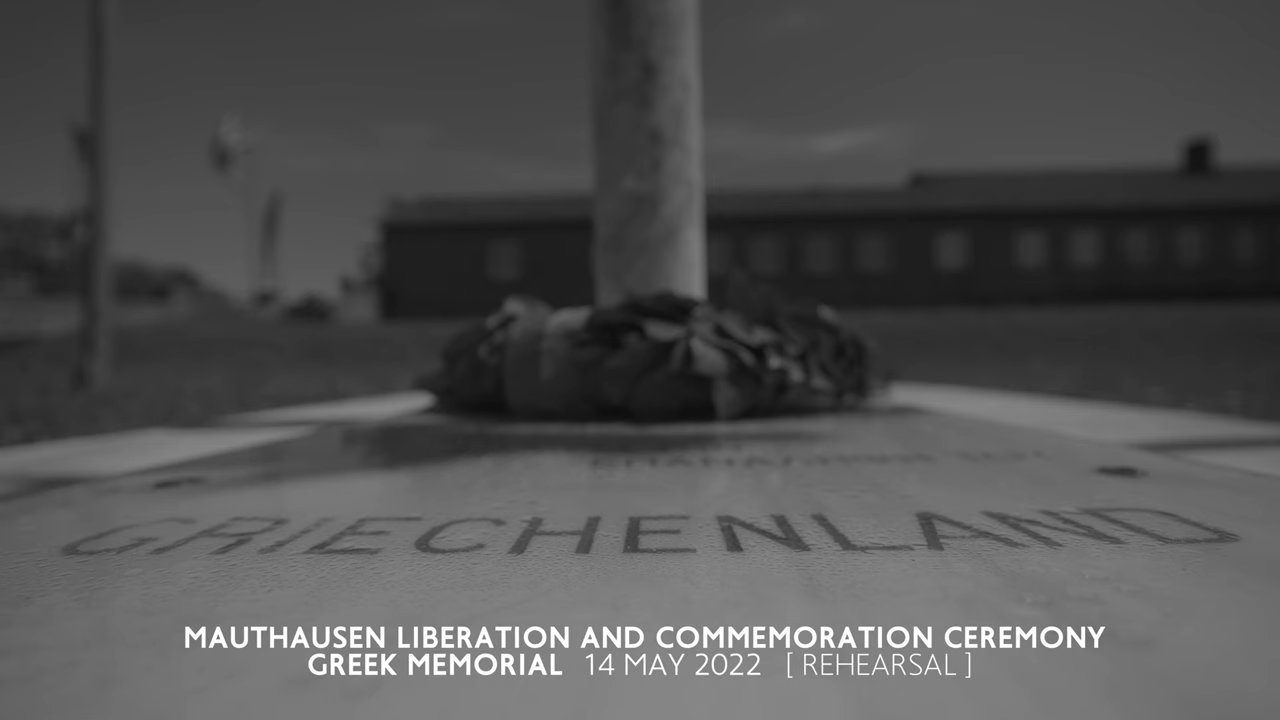 GRIECHENLAND
MAUTHAUSEN LIBERATION AND COMMEMORATION CEREMONY
GREEK MEMORIAL 14 MAY 2022 [ REHEARSAL ]